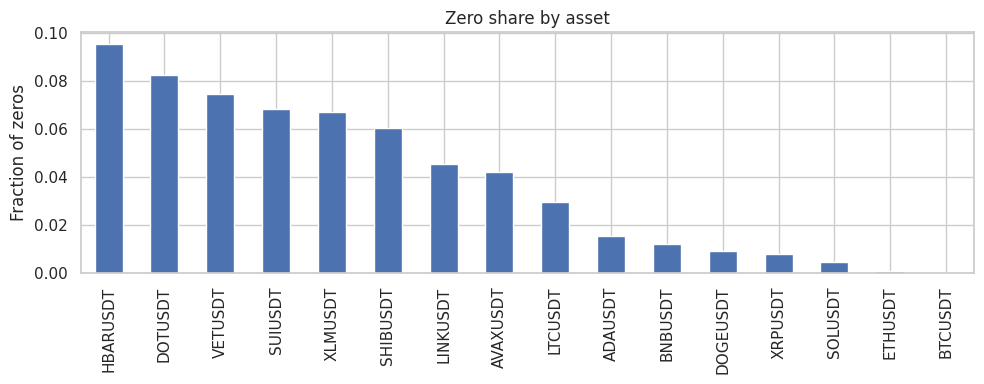 Zero share by asset
Fraction of zeros
0.10
0.08
0.06
0.04
0.02
0.00
HBARUSDT
DOTUSDT
VETUSDT
SUIUSDT
XLMUSDT
SHIBUSDT
LINKUSDT
AVAXUSDT
LTCUSDT
ADAUSDT
BNBUSDT
DOGEUSDT
XRPUSDT
SOLUSDT
ETHUSDT
BTCUSDT